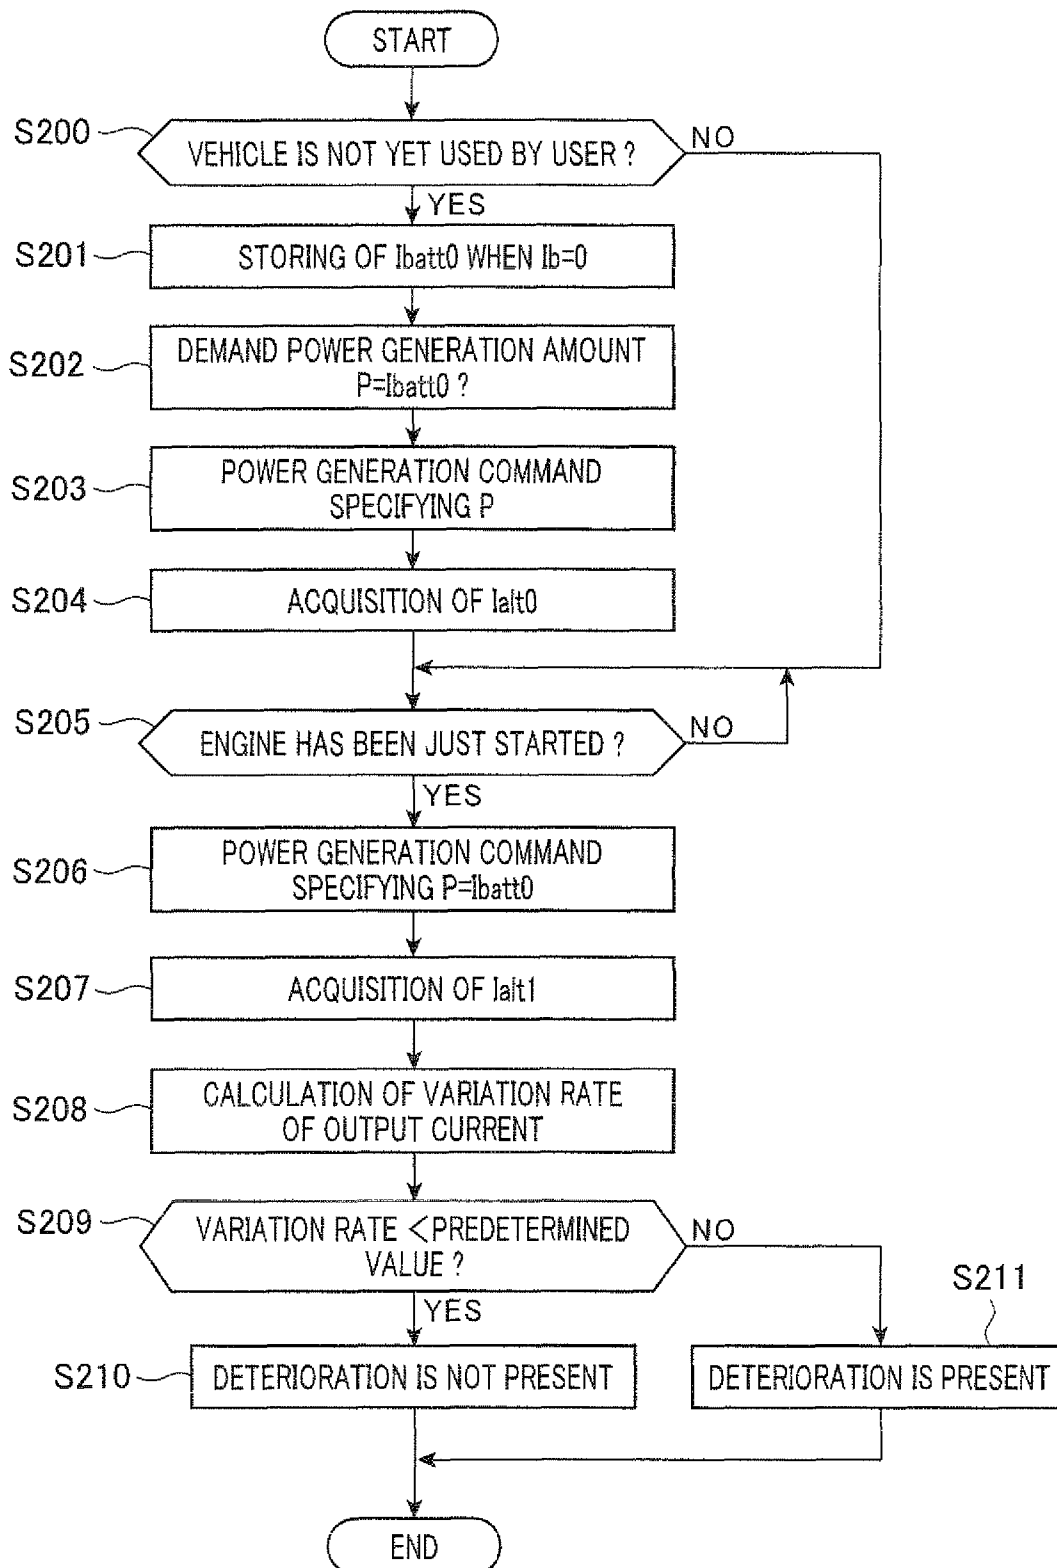 START
S200
VEHICLE IS NOT YET USED BY USER ?
NO
YES
S201
STORING OF Ibatt0 WHEN Ib=0
S202
DEMAND POWER GENERATION AMOUNT
P=Ibatt0 ?
S203
POWER GENERATION COMMAND
SPECIFYING P
S204
ACQUISITION OF Ialt0
S205
ENGINE HAS BEEN JUST STARTED ?
NO
YES
S206
POWER GENERATION COMMAND
SPECIFYING P=Ibatt0
S207
ACQUISITION OF Ialt1
S208
CALCULATION OF VARIATION RATE
OF OUTPUT CURRENT
S209
VARIATION RATE <PREDETERMINED
VALUE ?
NO
YES
S211
S210
DETERIORATION IS NOT PRESENT
DETERIORATION IS PRESENT
END